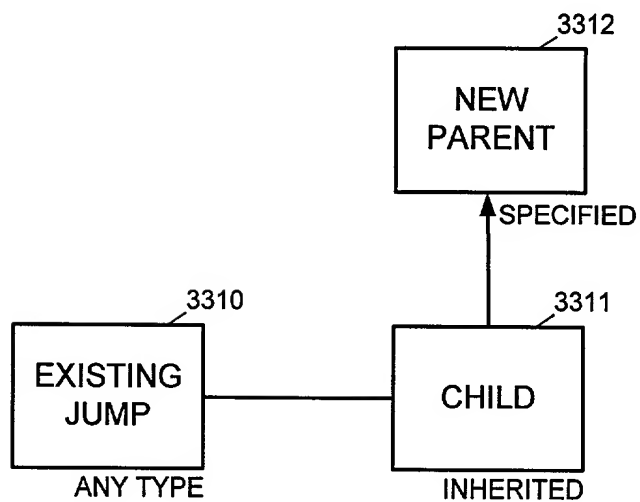 3312
NEW
PARENT
SPECIFIED
3310
3311
EXISTING
JUMP
CHILD
ANY TYPE
INHERITED